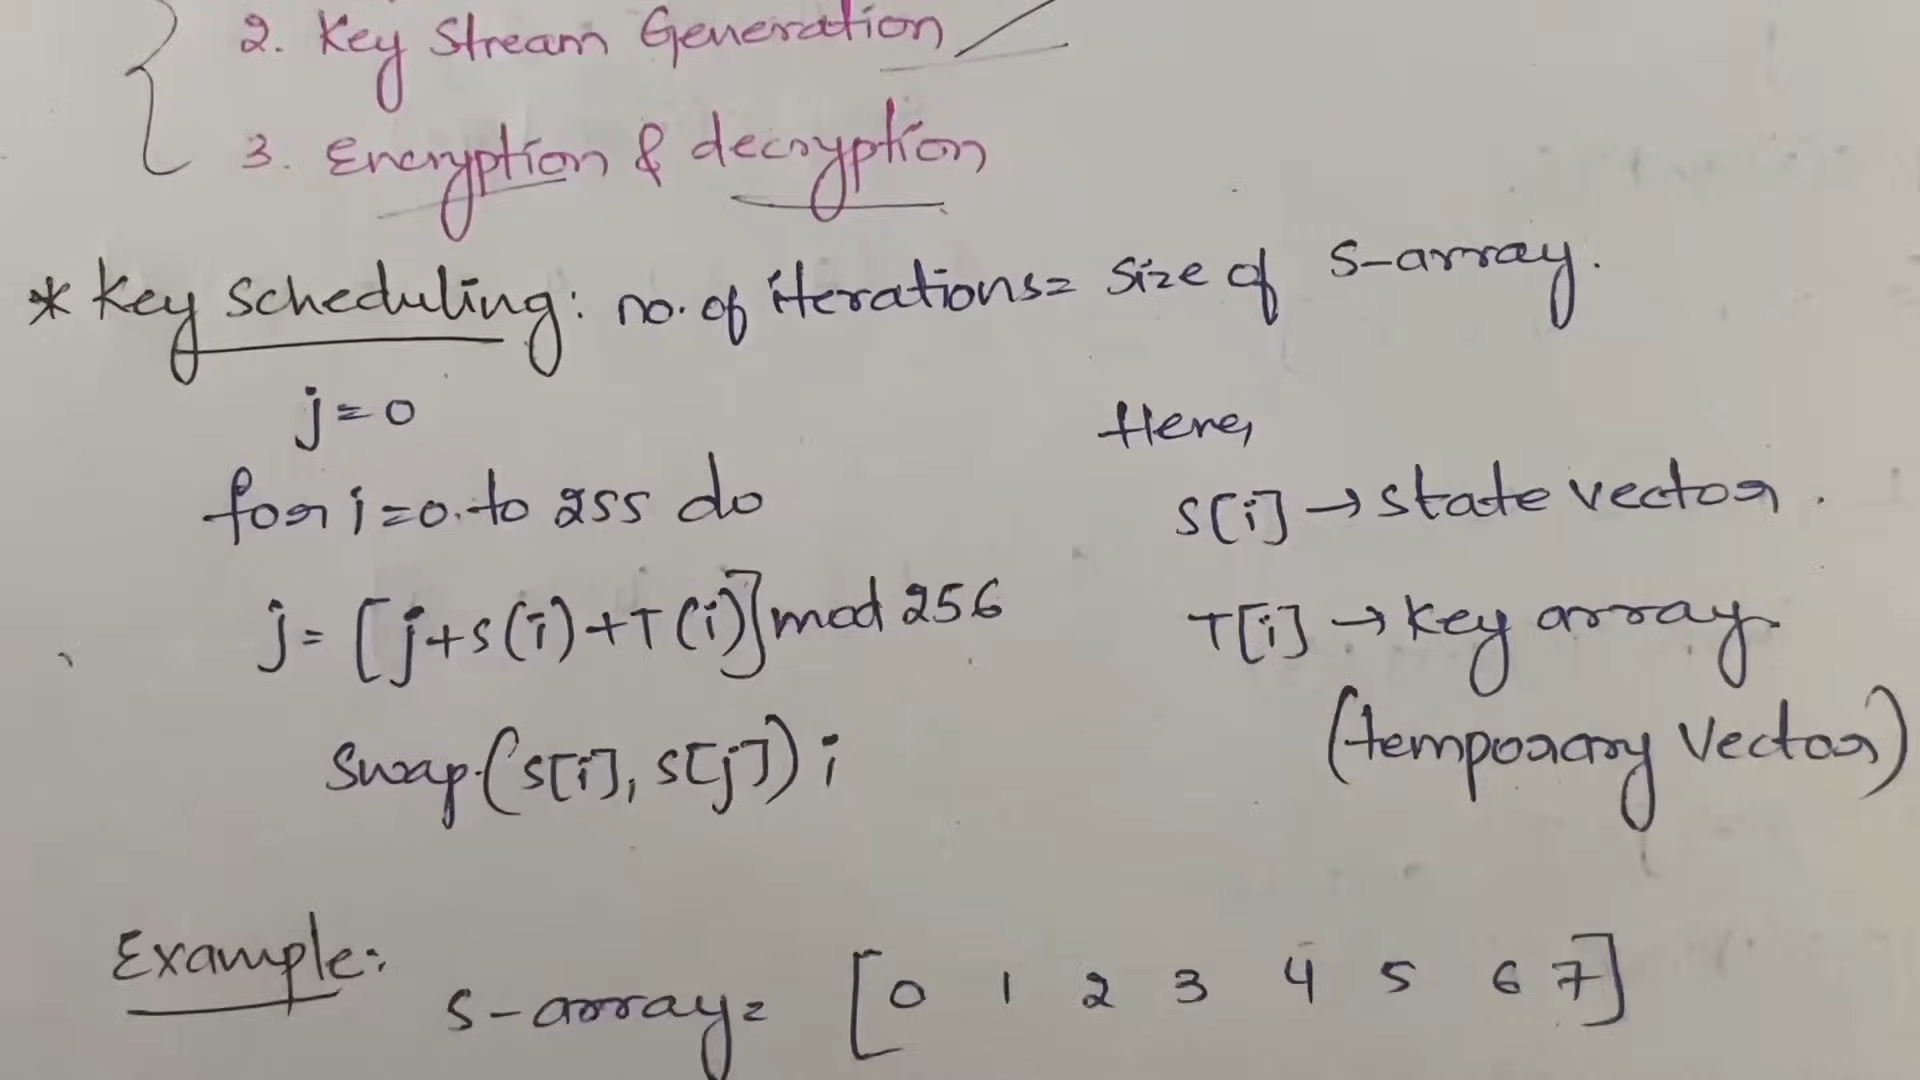 2. Key Stream Generation
3. Encryption & decryption
* Key scheduling: no. of iterations= size of s-array.
j=0
for i=0 to 255 do
j= [j+s(i)+T(i)] mod 256
Swap (s[i], s[j]);
Here,
S[i] → state vector.
T[i] → key array
(temporary vector)
Example:
s-array= [0 1 2 3 4 5 6 7]